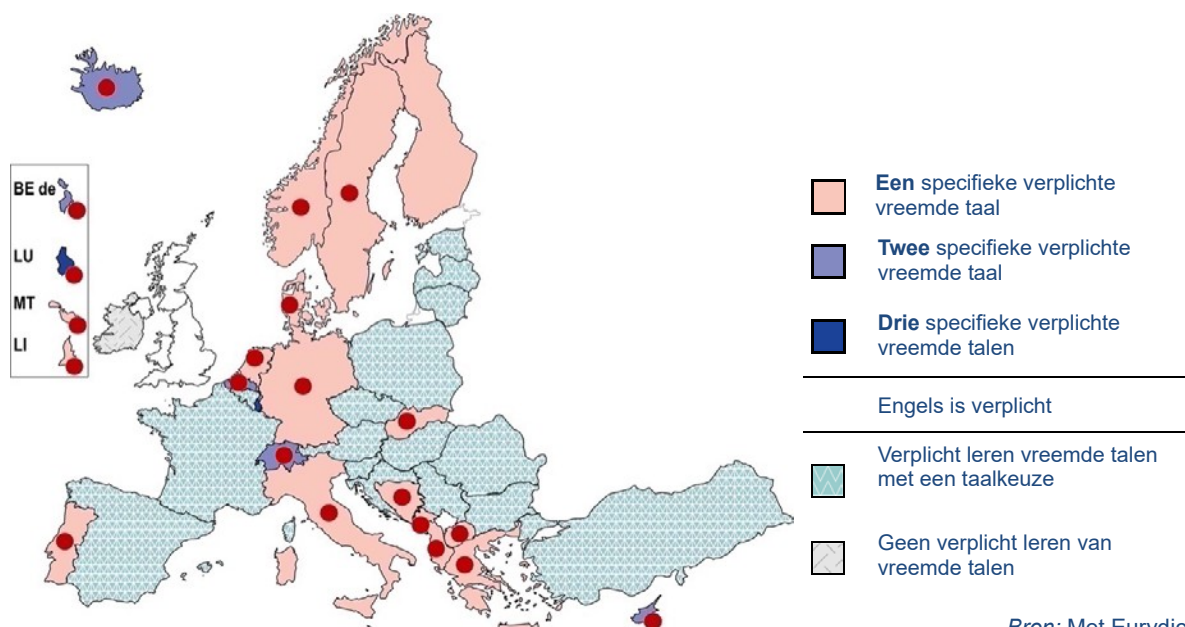 BE de
LU
MT
LI
Een specifieke verplichte
vreemde taal
Twee specifieke verplichte
vreemde taal
Drie specifieke verplichte
vreemde talen
Engels is verplicht
Verplicht leren vreemde talen
met een taalkeuze
Geen verplicht leren van
vreemde talen
Bron: Met